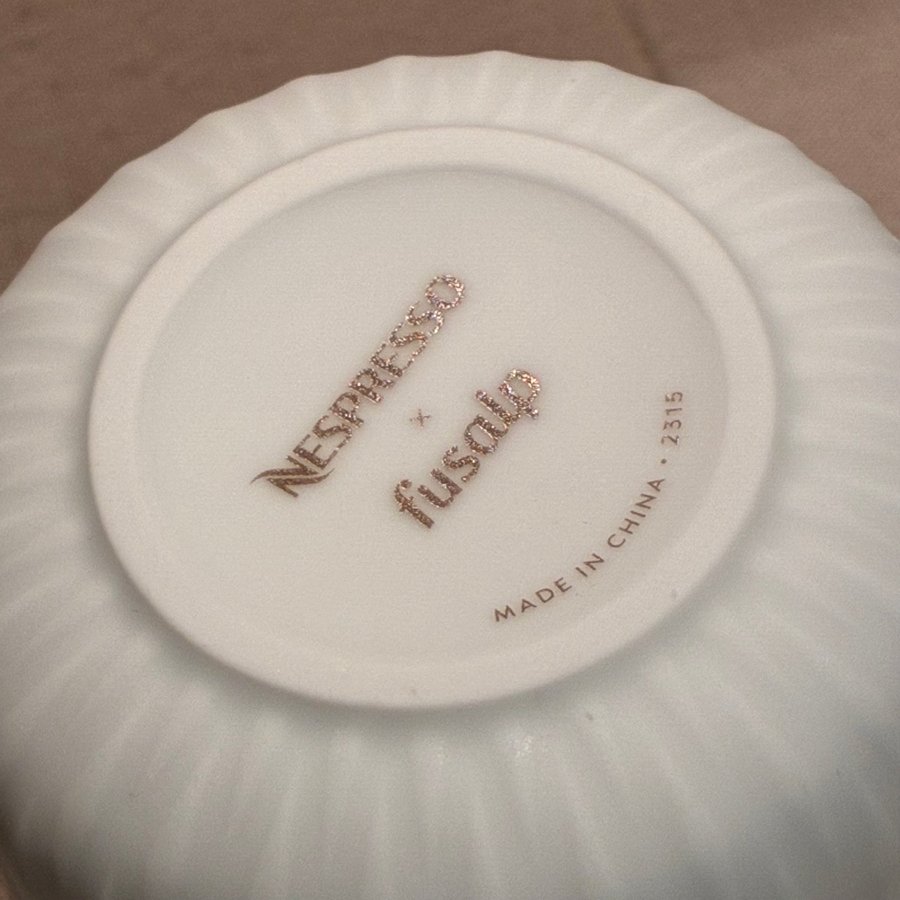 NESPRESSO
×
fusalp
MADE IN CHINA • 2315